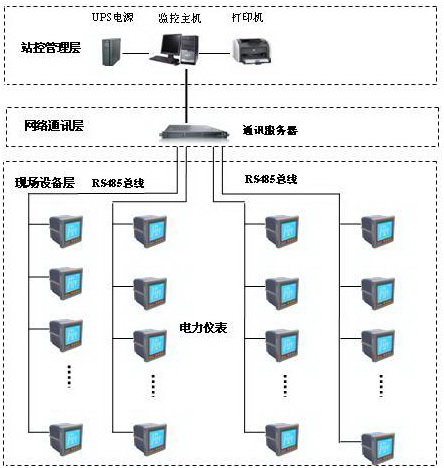 UPS电源
监控主机
打印机
站控管理层
网络通讯层
通讯服务器
现场设备层
RS485总线
RS485总线
电力仪表